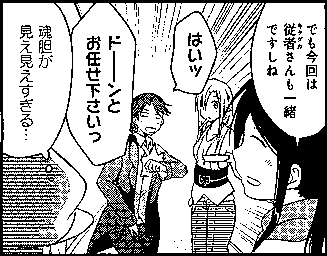 でも今回は
従者さんも一緒
ですしね
はいッ
ドーーンと
お任せ下さいっ
魂胆が
見え見えすぎる…